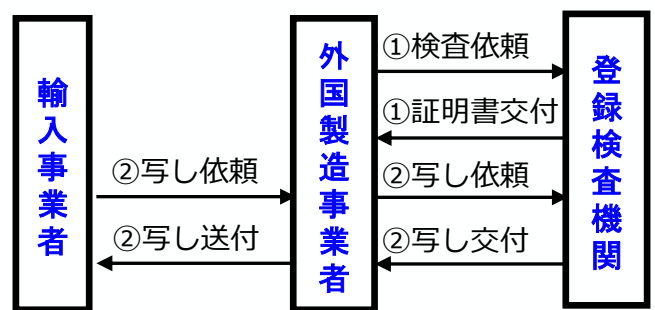 輸入事業者
②写し依頼
②写し送付
外国製造事業者
①検査依頼
①証明書交付
②写し依頼
②写し交付
登録検査機関